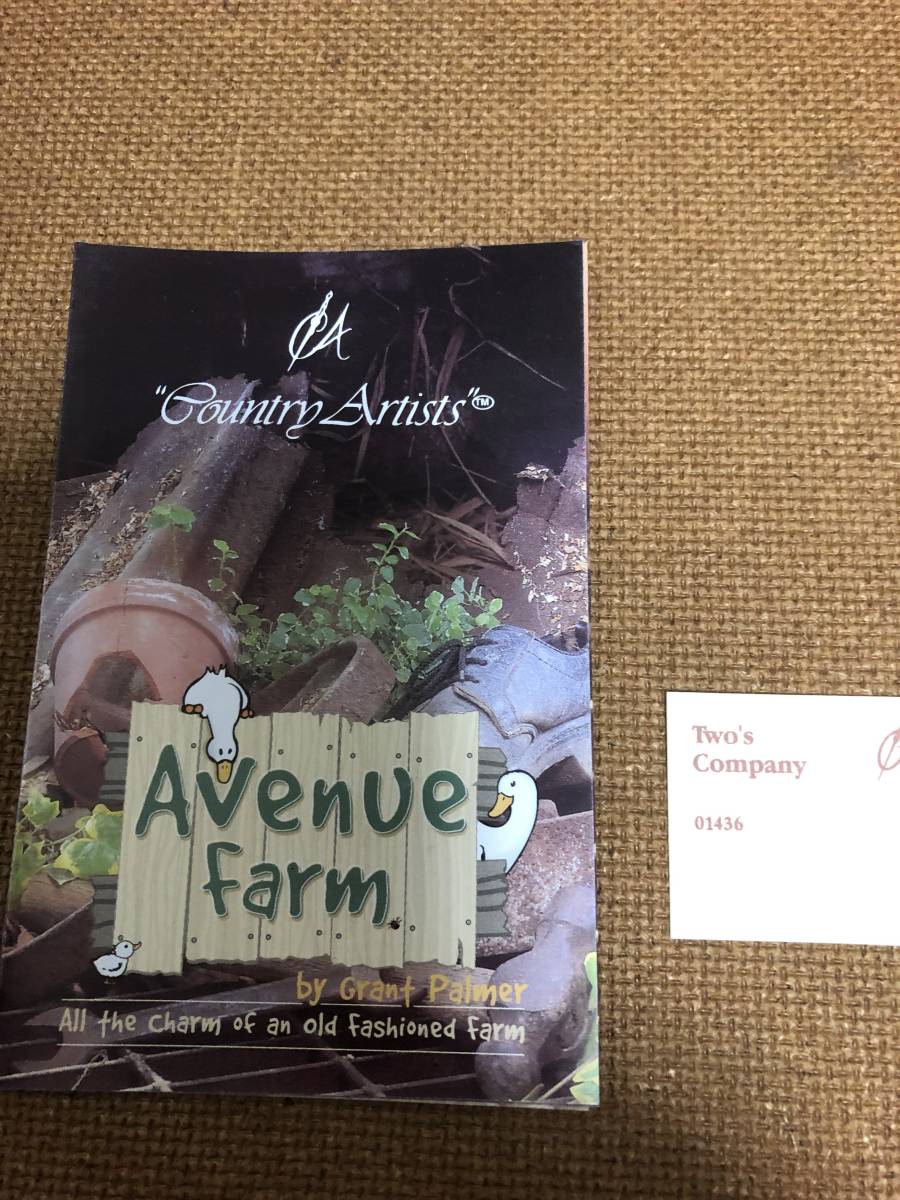 CA
"Country Artists"™
Avenue
Farm
by Grant Palmer
All the Charm of an Old Fashioned Farm
Two's
Company
01436